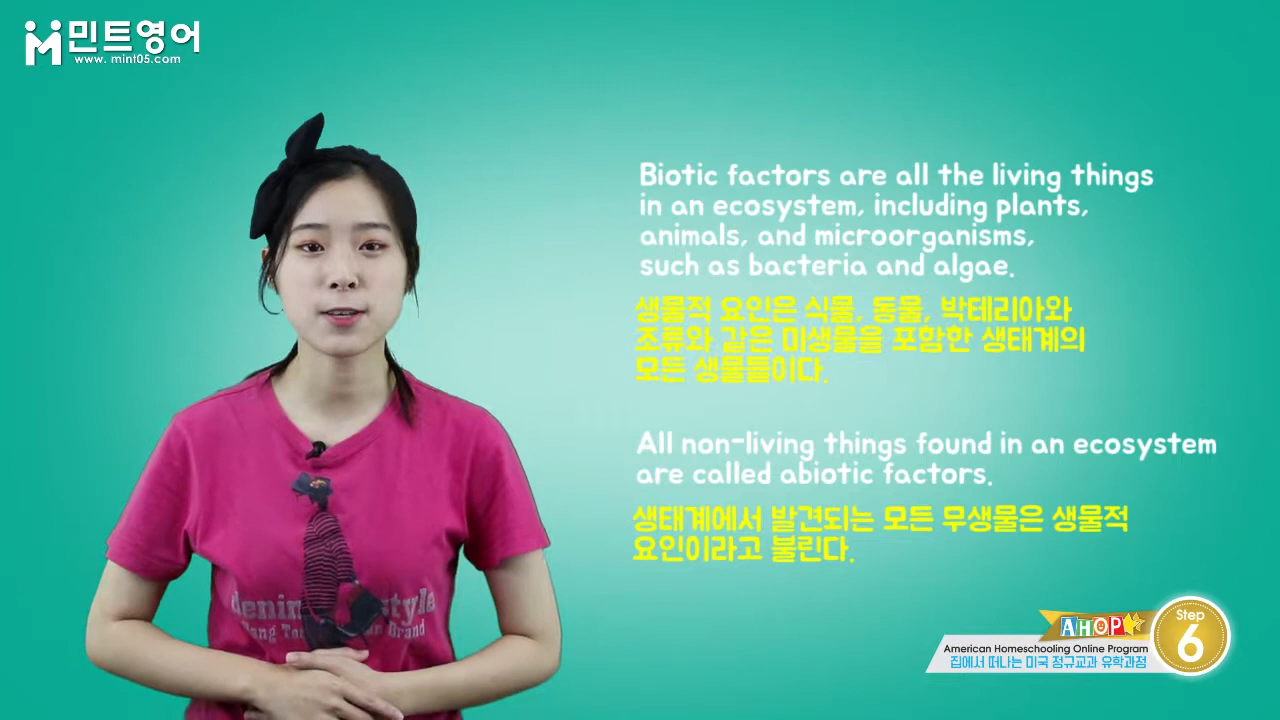 민트영어
www. mint05.com
Biotic factors are all the living things
in an ecosystem, including plants,
animals, and microorganisms,
such as bacteria and algae.
생물적 요인은 식물, 동물, 박테리아와
조류와 같은 미생물을 포함한 생태계의
모든 생물들이다.
All non-living things found in an ecosystem
are called abiotic factors.
생태계에서 발견되는 모든 무생물은 생물적
요인이라고 불린다.
style
Brand
AHOP
Step
6
American Homeschooling Online Program
집에서 떠나는 미국 정규교과 유학과정